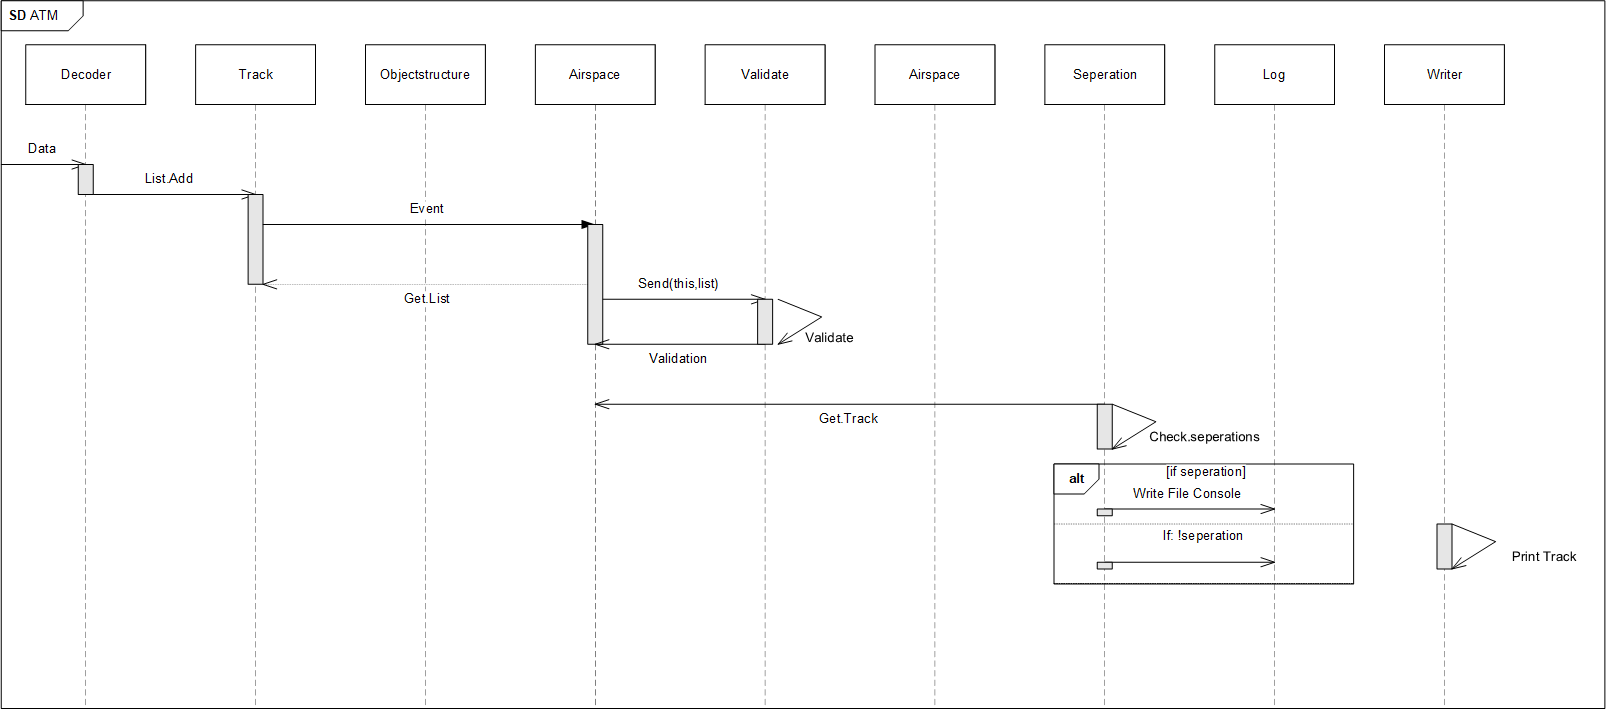 SD ATM
Decoder
Track
Objectstructure
Airspace
Validate
Airspace
Seperation
Log
Writer
Data
List.Add
Event
Send(this,list)
Get.List
Validate
Validation
Get.Track
Check.seperations
alt
[if seperation]
Write File Console
If: !seperation
Print Track